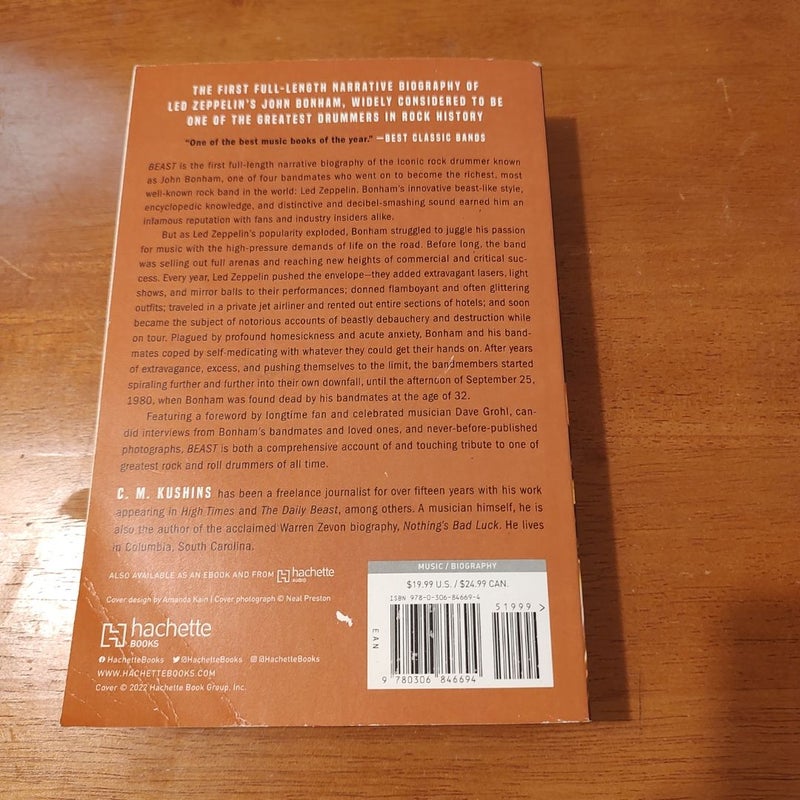 THE FIRST FULL-LENGTH NARRATIVE BIOGRAPHY OF
LED ZEPPELIN'S JOHN BONHAM, WIDELY CONSIDERED TO BE
ONE OF THE GREATEST DRUMMERS IN ROCK HISTORY
"One of the best music books of the year." —BEST CLASSIC BANDS
BEAST is the first full-length narrative biography of the iconic rock drummer known
as John Bonham, one of four bandmates who went on to become the richest, most
well-known rock band in the world: Led Zeppelin. Bonham's innovative beast-like style,
encyclopedic knowledge, and distinctive and decibel-smashing sound earned him an
infamous reputation with fans and industry insiders alike.
But as Led Zeppelin's popularity exploded, Bonham struggled to juggle his passion
for music with the high-pressure demands of life on the road. Before long, the band
was selling out full arenas and reaching new heights of commercial and critical suc-
cess. Every year, Led Zeppelin pushed the envelope—they added extravagant lasers, light
shows, and mirror balls to their performances; donned flamboyant and often glittering
outfits; traveled in a private jet airliner and rented out entire sections of hotels; and soon
became the subject of notorious accounts of beastly debauchery and destruction while
on tour. Plagued by profound homesickness and acute anxiety, Bonham and his band-
mates coped by self-medicating with whatever they could get their hands on. After years
of extravagance, excess, and pushing themselves to the limit, the bandmembers started
spiraling further and further into their own downfall, until the afternoon of September 25,
1980, when Bonham was found dead by his bandmates at the age of 32.
Featuring a foreword by longtime fan and celebrated musician Dave Grohl, can-
did interviews from Bonham's bandmates and loved ones, and never-before-published
photographs, BEAST is both a comprehensive account of and touching tribute to one of
greatest rock and roll drummers of all time.
C. M. KUSHINS has been a freelance journalist for over fifteen years with his work
appearing in High Times and The Daily Beast, among others. A musician himself, he is
also the author of the acclaimed Warren Zevon biography, Nothing's Bad Luck. He lives
in Columbia, South Carolina.
ALSO AVAILABLE AS AN EBOOK AND FROM hachette AUDIO
Cover design by Amanda Kain | Cover photograph © Neal Preston
hachette
BOOKS
HachetteBooks @HachetteBooks @HachetteBooks
WWW.HACHETTEBOOKS.COM
Cover © 2022 Hachette Book Group, Inc.
MUSIC / BIOGRAPHY
$19.99 U.S. / $24.99 CAN.
ISBN 978-0-306-84669-4
51999 >
EAN
9 780306 846694